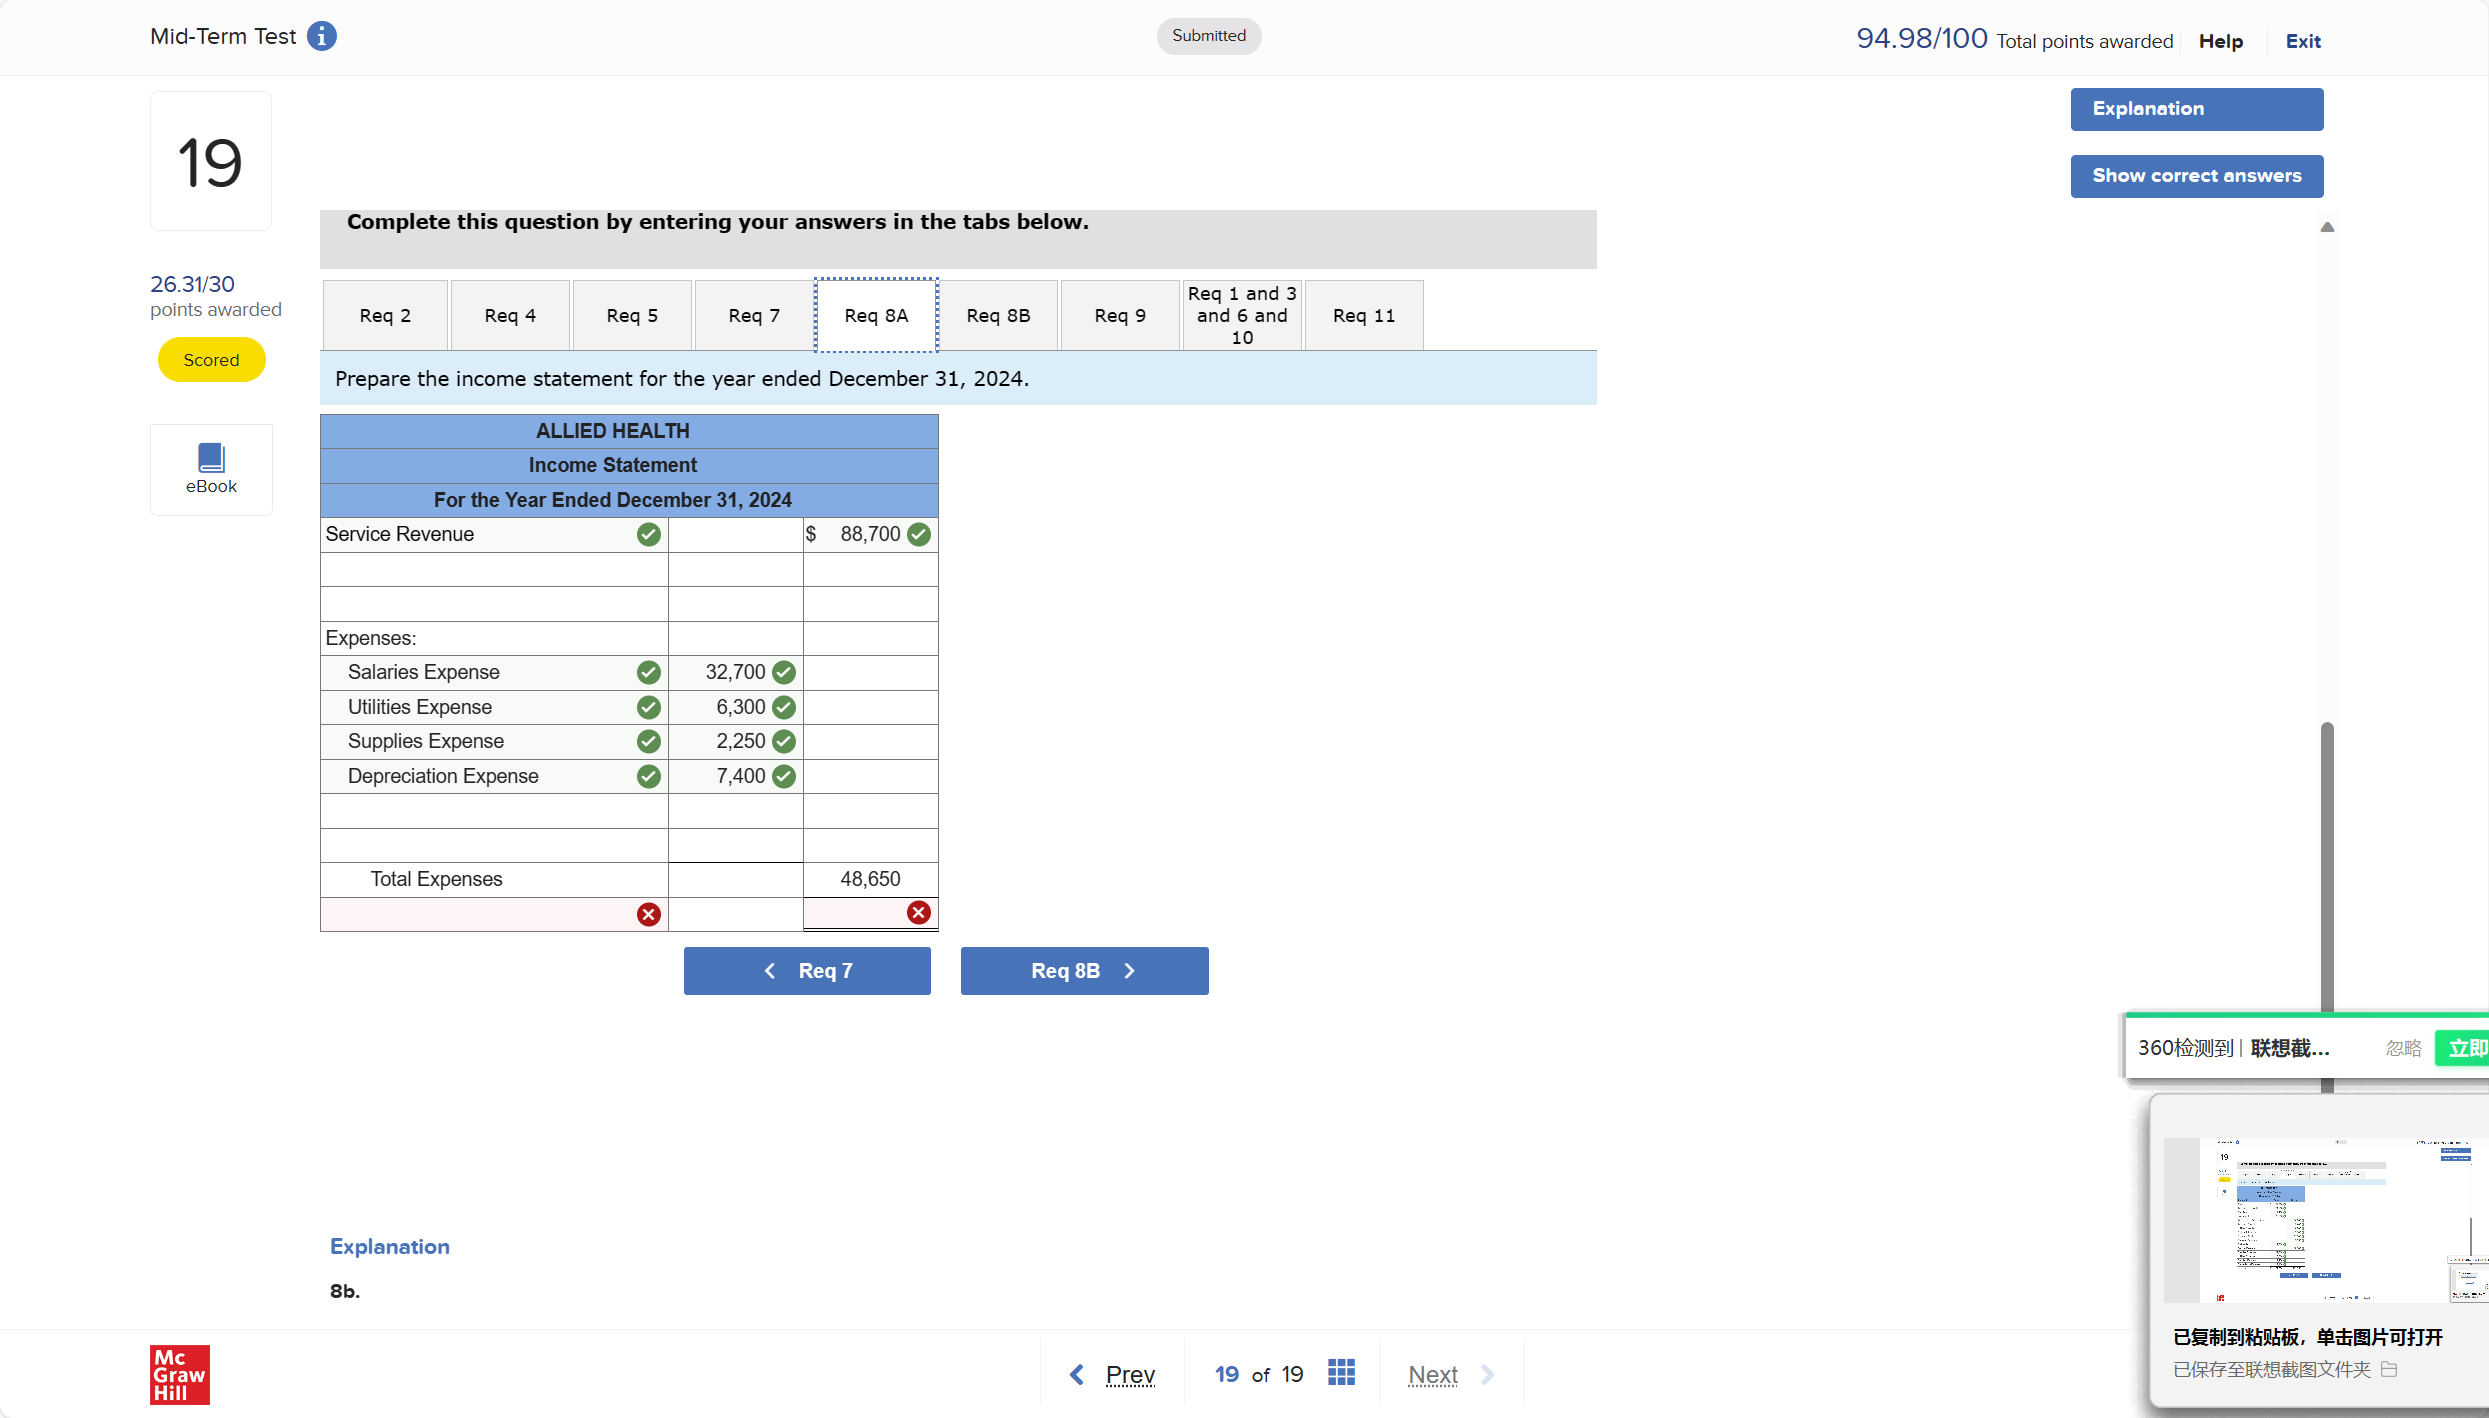 Mid-Term Test
Submitted
94.98/100 Total points awarded
Help
Exit
19
Explanation
Show correct answers
Complete this question by entering your answers in the tabs below.
26.31/30
points awarded
Scored
eBook
Req 2
Req 4
Req 5
Req 7
Req 8A
Req 8B
Req 9
Req 1 and 3
and 6 and
10
Req 11
Prepare the income statement for the year ended December 31, 2024.
ALLIED HEALTH
Income Statement
For the Year Ended December 31, 2024
Service Revenue $ 88,700
Expenses:
Salaries Expense 32,700
Utilities Expense 6,300
Supplies Expense 2,250
Depreciation Expense 7,400
Total Expenses 48,650
Req 7
Req 8B
360检测到 | 联想截...
忽略
立即
19
已复制到粘贴板，单击图片可打开
已保存至联想截图文件夹
Explanation
8b.
Mc
Graw
Hill
Prev
19 of 19
Next